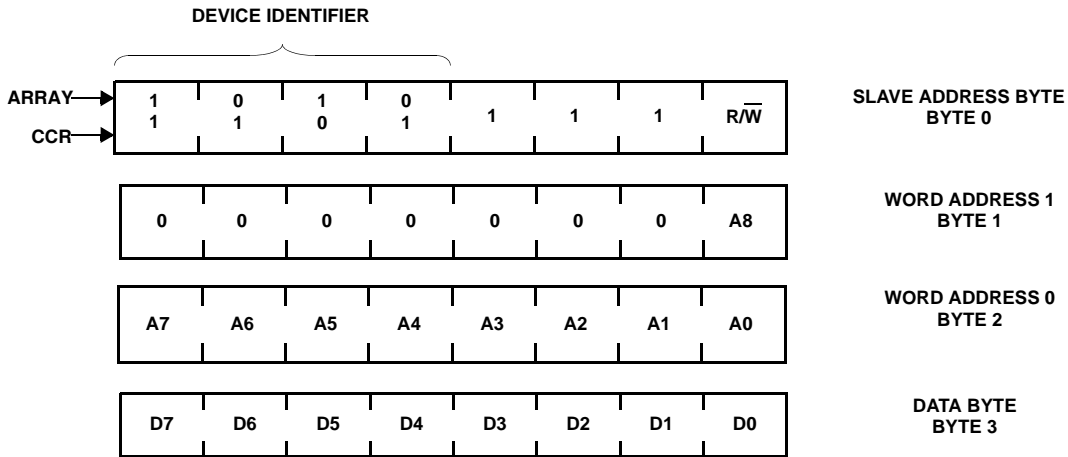 DEVICE IDENTIFIER
ARRAY
CCR
1 0 1 0
1 1 0 1
1 1 1 R/W̅
SLAVE ADDRESS BYTE
BYTE 0
0 0 0 0 0 0 0 A8
WORD ADDRESS 1
BYTE 1
A7 A6 A5 A4 A3 A2 A1 A0
WORD ADDRESS 0
BYTE 2
D7 D6 D5 D4 D3 D2 D1 D0
DATA BYTE
BYTE 3